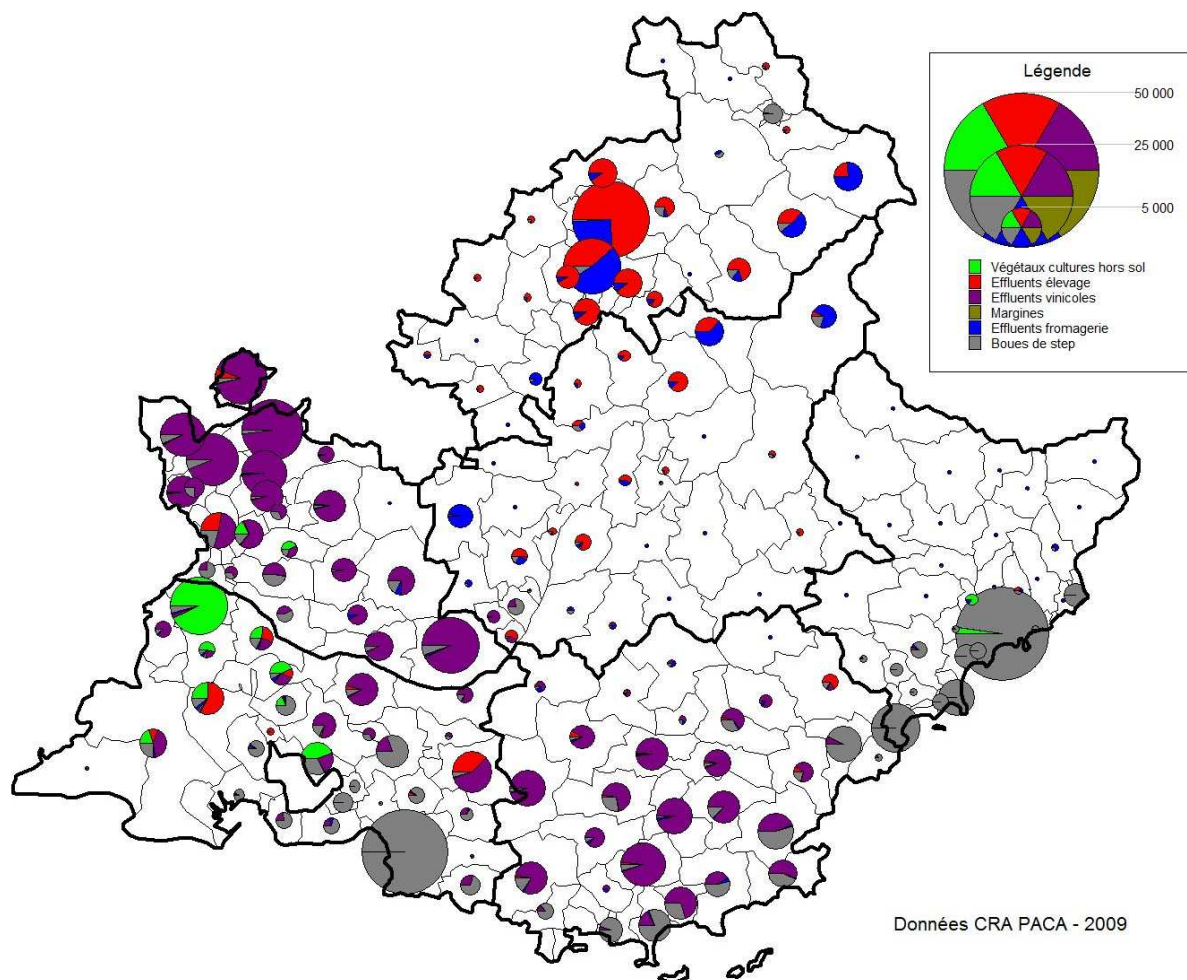 Légende
50 000
25 000
5 000
Végétaux cultures hors sol
Effluents élevage
Effluents vinicoles
Margines
Effluents fromagerie
Boues de step
Données CRA PACA - 2009